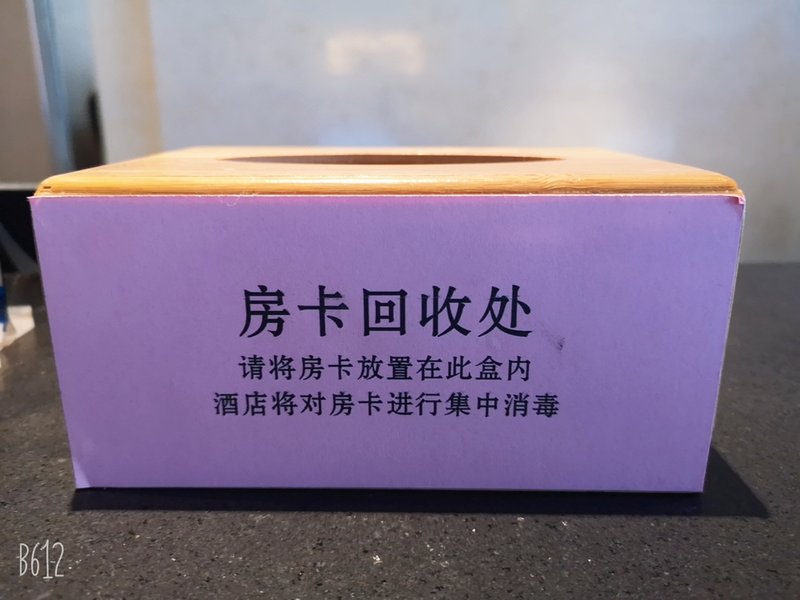 房卡回收处
请将房卡放置在此盒内
酒店将对房卡进行集中消毒
B612